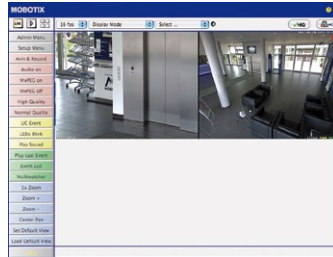 MOBOTIX
16 fps Display Mode Select ...
Admin Menu
Setup Menu
Arm & Record
Audio on
MxPEG on
MxPEG off
High Quality
Normal Quality
UC Event
LEDs Blink
Play Sound
Play Last Event
Event List
Multiwatcher
1x Zoom
Zoom +
Zoom -
Center Pan
Set Default View
Load Default View